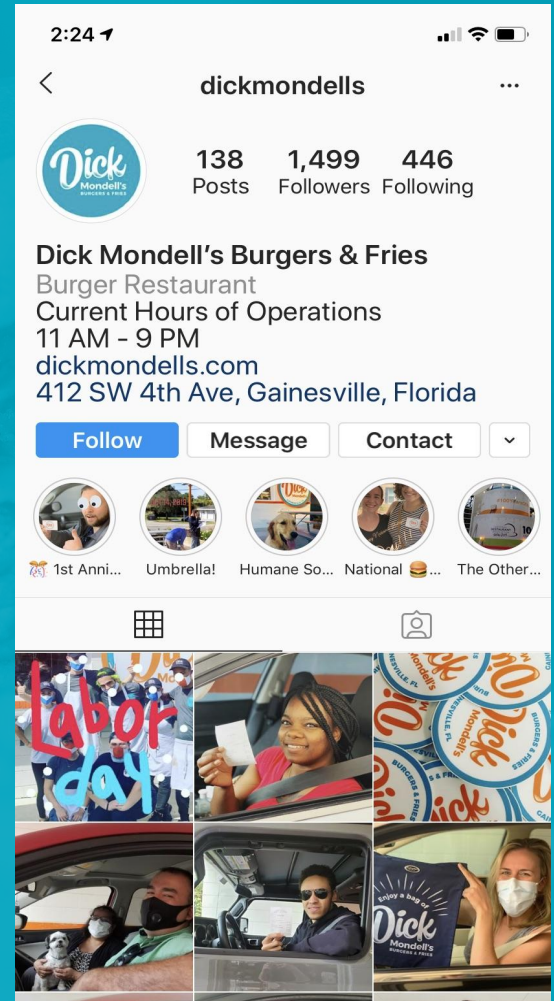 2:24
dickmondells
...
Dick
Mondell's
BURGERS & FRIES
138 1,499 446
Posts Followers Following
Dick Mondell's Burgers & Fries
Burger Restaurant
Current Hours of Operations
11 AM - 9 PM
dickmondells.com
412 SW 4th Ave, Gainesville, Florida
Follow Message Contact
1st Anni... Umbrella! Humane So... National 🍔... The Other...
Labor
day
Dick
Mondell's
BURGERS & FRIES
GAINESVILLE, FL
Enjoy a bag of
Dick
Mondell's
BURGERS & FRIES